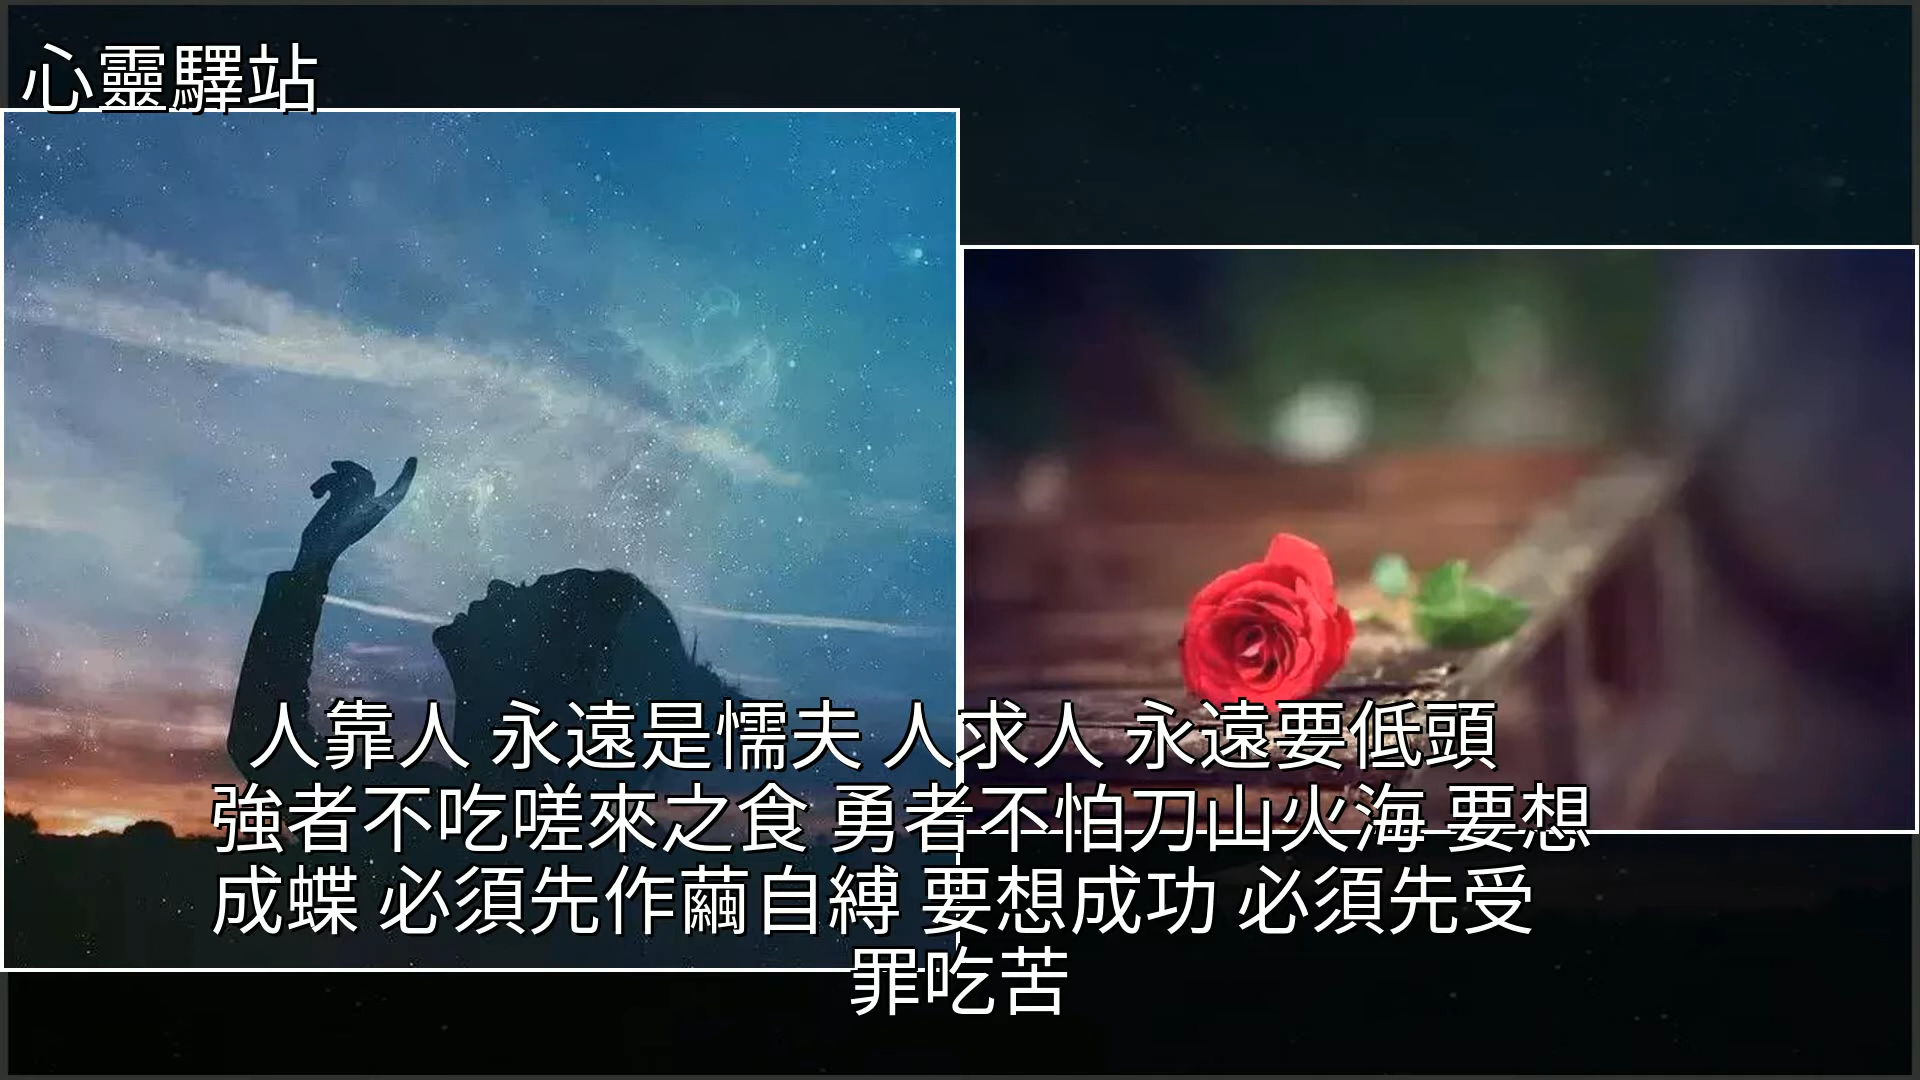 心靈驛站
人靠人 永遠是懦夫 人求人 永遠要低頭
強者不吃嗟來之食 勇者不怕刀山火海 要想
成蝶 必須先作繭自縛 要想成功 必須先受
罪吃苦